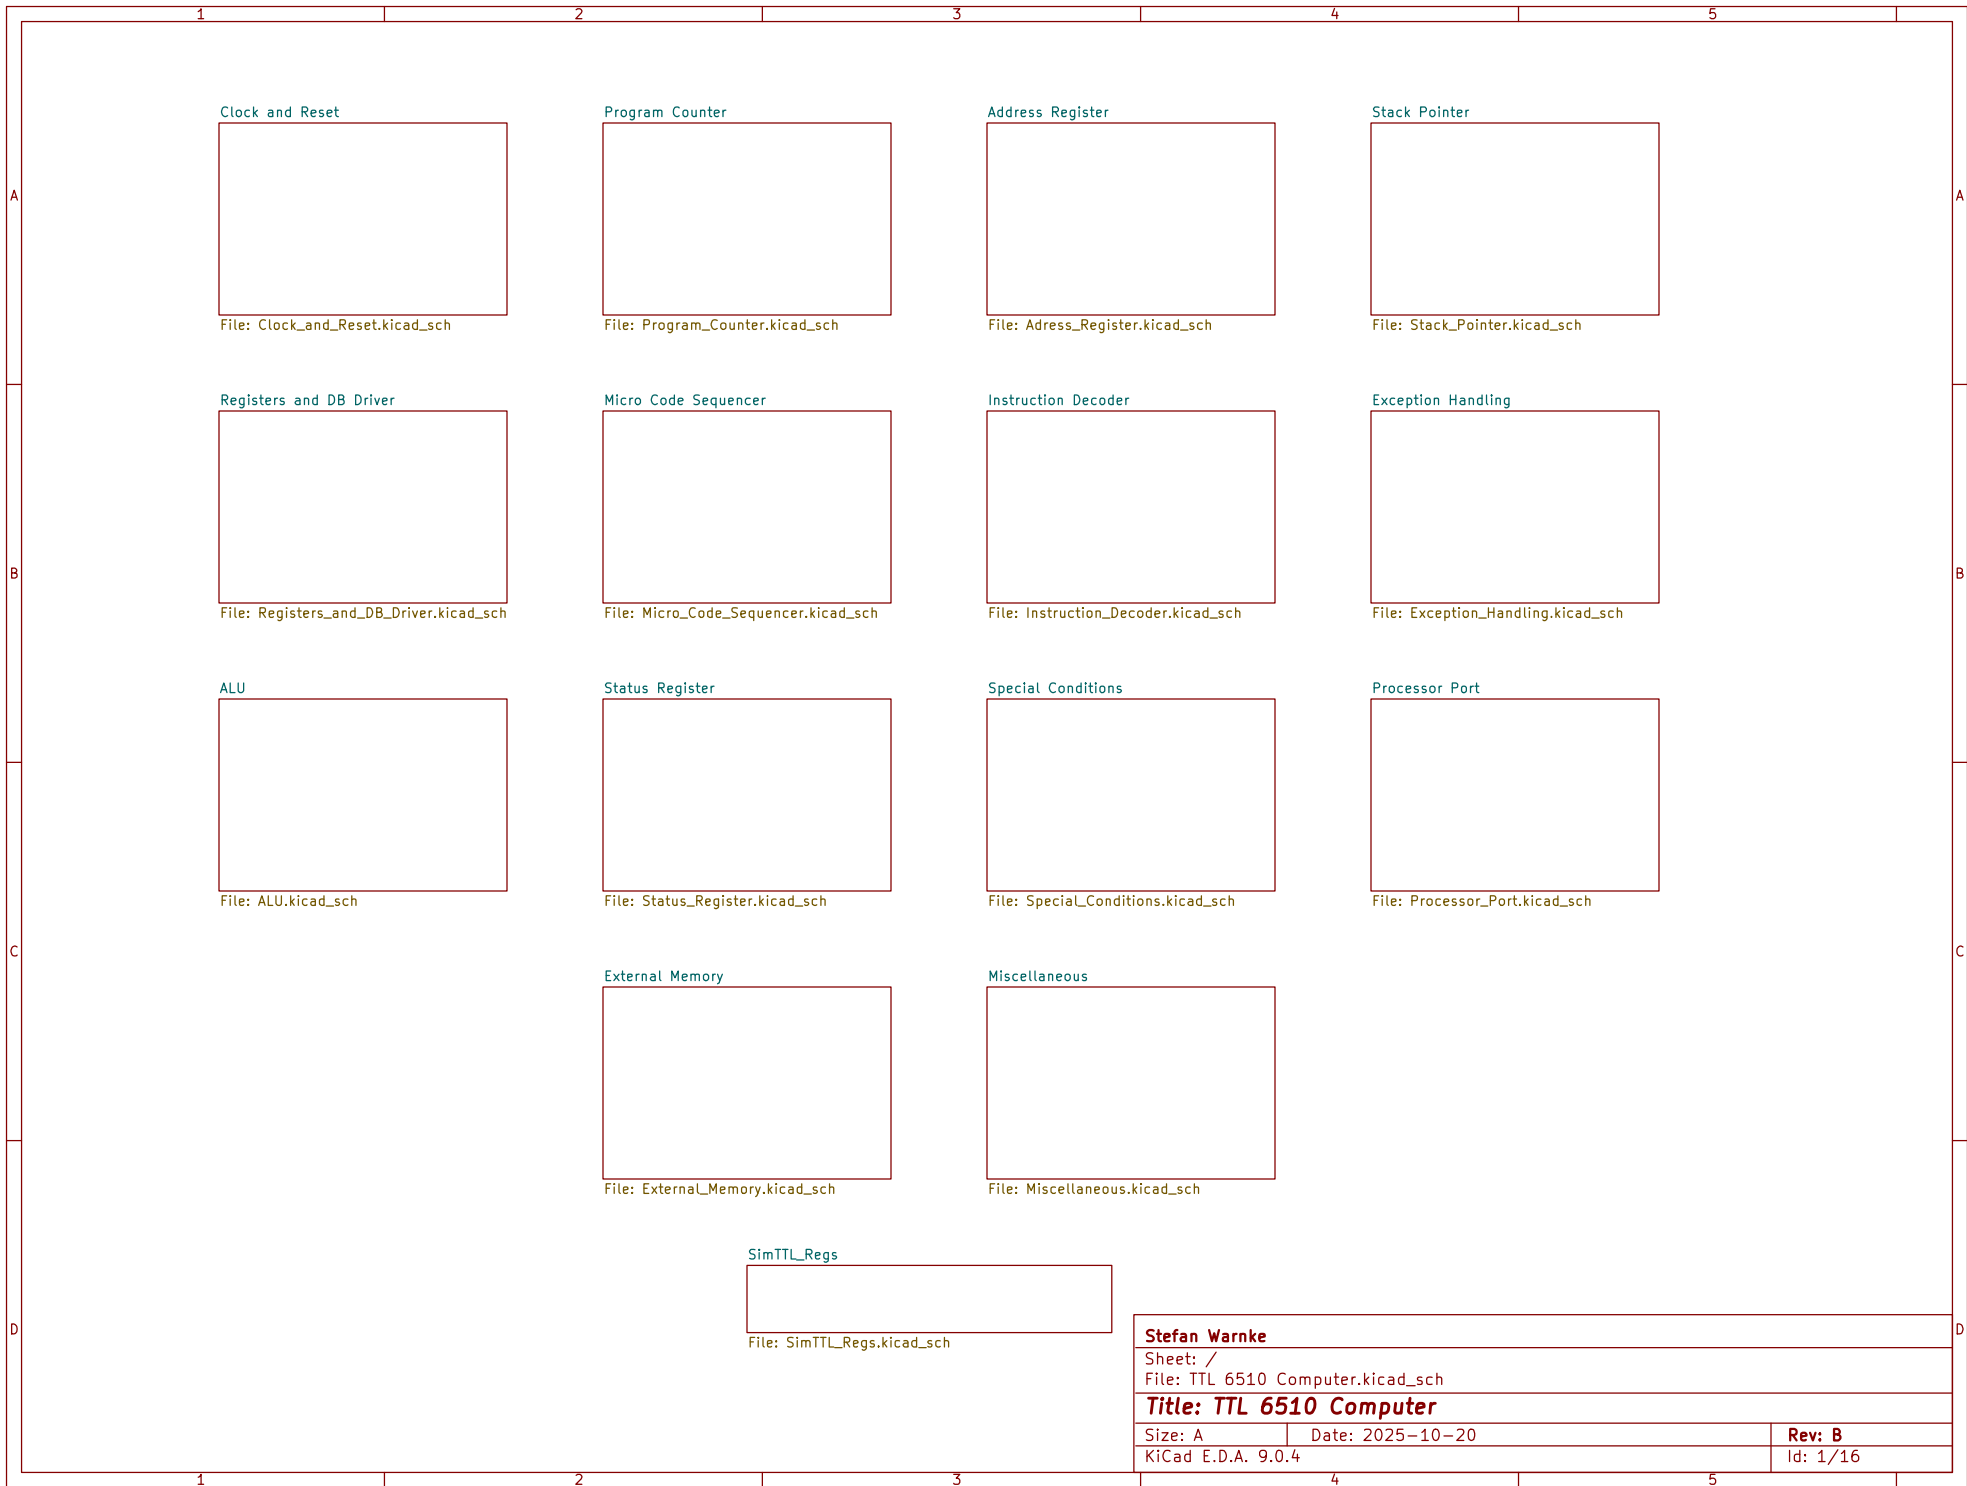 1 2 3 4 5
Clock and Reset Program Counter Address Register Stack Pointer
A A
File: Clock_and_Reset.kicad_sch File: Program_Counter.kicad_sch File: Adress_Register.kicad_sch File: Stack_Pointer.kicad_sch
Registers and DB Driver Micro Code Sequencer Instruction Decoder Exception Handling
B B
File: Registers_and_DB_Driver.kicad_sch File: Micro_Code_Sequencer.kicad_sch File: Instruction_Decoder.kicad_sch File: Exception_Handling.kicad_sch
ALU Status Register Special Conditions Processor Port
File: ALU.kicad_sch File: Status_Register.kicad_sch File: Special_Conditions.kicad_sch File: Processor_Port.kicad_sch
C C
External Memory Miscellaneous
File: External_Memory.kicad_sch File: Miscellaneous.kicad_sch
SimTTL_Regs
D D
File: SimTTL_Regs.kicad_sch
Stefan Warnke
Sheet: /
File: TTL 6510 Computer.kicad_sch
Title: TTL 6510 Computer
Size: A Date: 2025-10-20 Rev: B
KiCad E.D.A. 9.0.4 Id: 1/16
1 2 3 4 5